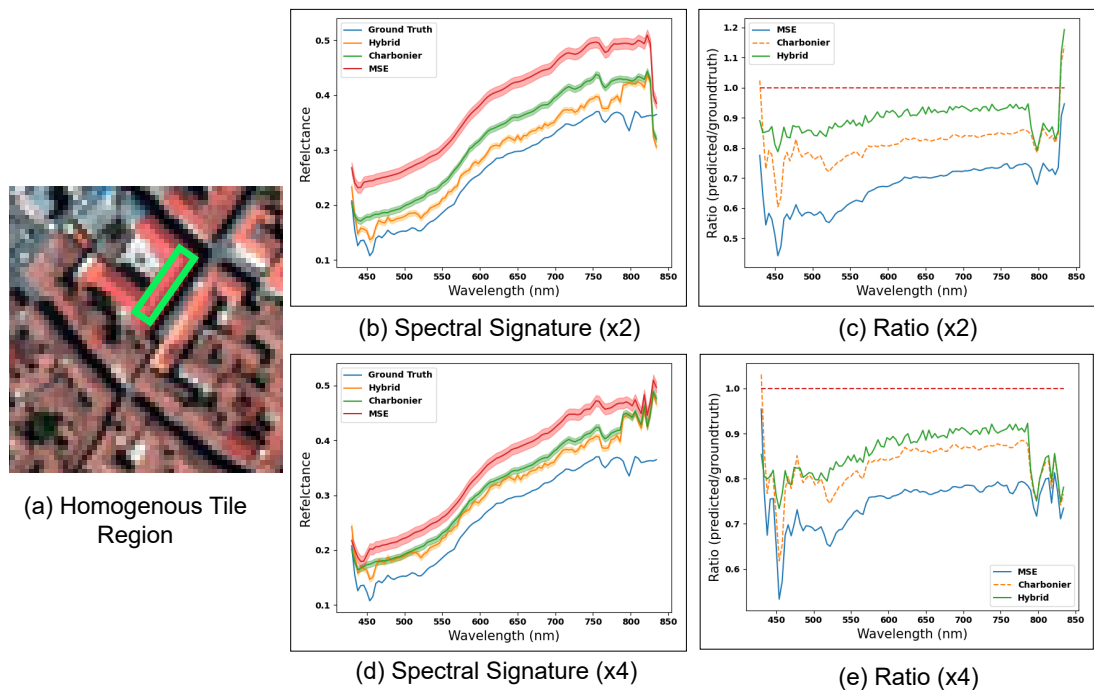 Ground Truth
Hybrid
Charbonier
MSE
0.5
0.4
0.3
0.2
0.1
Refelctance
450 500 550 600 650 700 750 800 850
Wavelength (nm)
(b) Spectral Signature (x2)
MSE
Charbonier
Hybrid
1.2
1.1
1.0
0.9
0.8
0.7
0.6
0.5
Ratio (predicted/groundtruth)
450 500 550 600 650 700 750 800 850
Wavelength (nm)
(c) Ratio (x2)
(a) Homogenous Tile
Region
Ground Truth
Hybrid
Charbonier
MSE
0.5
0.4
0.3
0.2
0.1
Reflectance
450 500 550 600 650 700 750 800 850
Wavelength (nm)
(d) Spectral Signature (x4)
1.0
0.9
0.8
0.7
0.6
Ratio (predicted/groundtruth)
MSE
Charbonier
Hybrid
450 500 550 600 650 700 750 800 850
Wavelength (nm)
(e) Ratio (x4)